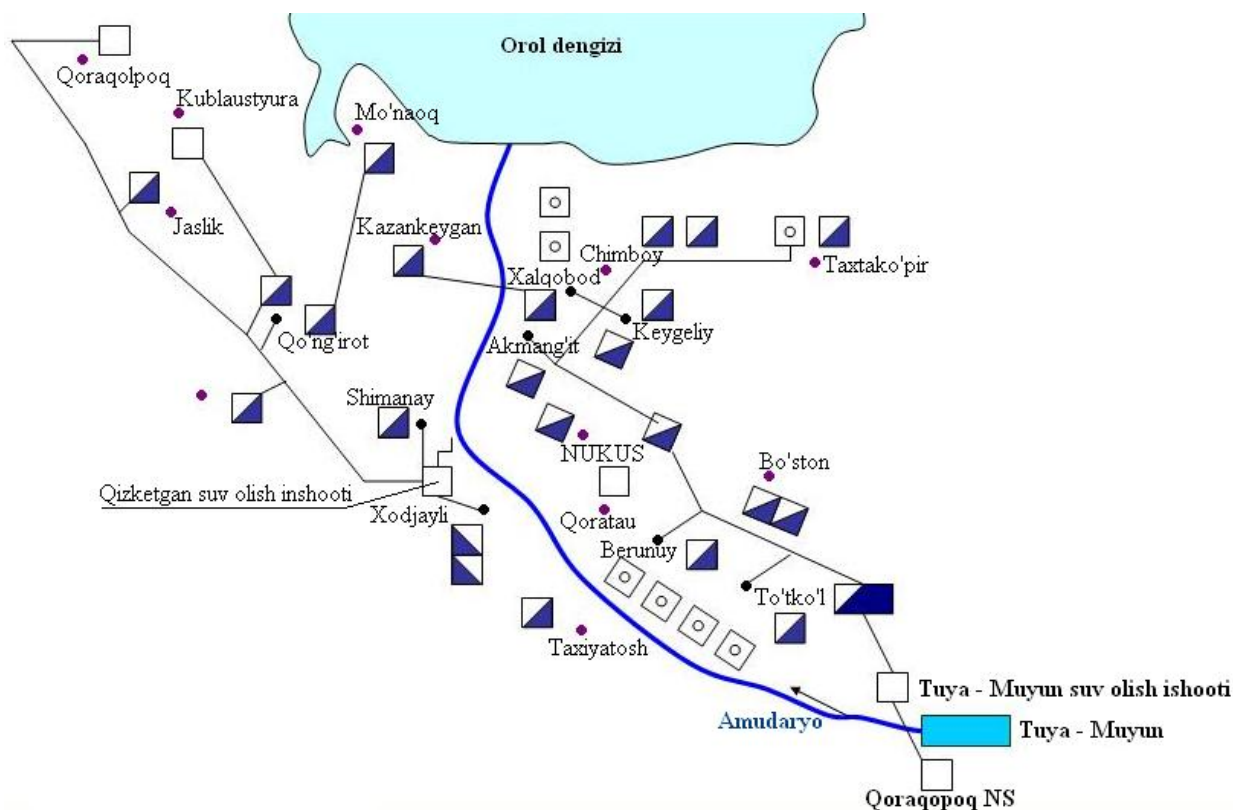 Orol dengizi
Qoraqolpoq
Kublaustyura
Mo'naoq
Jaslik
Kazankeygan
Chimboy
Xalqobod
Taxtako'pir
Keygeliy
Qo'ng'irot
Akmang'it
Shimanay
NUKUS
Bo'ston
Qizketgan suv olish inshooti
Xodjayli
Qoratau
Berunuy
To'tko'l
Taxiyatosh
Tuya - Muyun suv olish ishooti
Amudaryo
Tuya - Muyun
Qoraqopoq NS